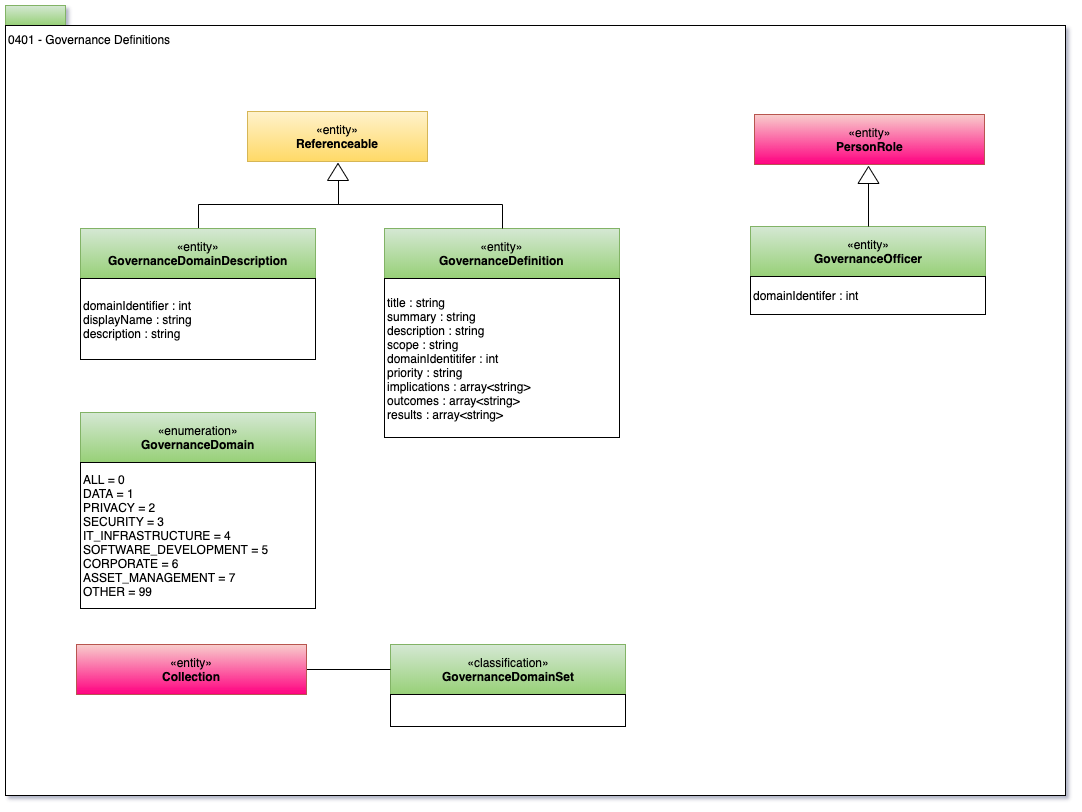 0401 - Governance Definitions
«entity»
Referenceable
«entity»
PersonRole
«entity»
GovernanceDomainDescription
domainIdentifier : int
displayName : string
description : string
«entity»
GovernanceDefinition
title : string
summary : string
description : string
scope : string
domainIdentitifer : int
priority : string
implications : array<string>
outcomes : array<string>
results : array<string>
«entity»
GovernanceOfficer
domainIdentifer : int
«enumeration»
GovernanceDomain
ALL = 0
DATA = 1
PRIVACY = 2
SECURITY = 3
IT_INFRASTRUCTURE = 4
SOFTWARE_DEVELOPMENT = 5
CORPORATE = 6
ASSET_MANAGEMENT = 7
OTHER = 99
«entity»
Collection
«classification»
GovernanceDomainSet